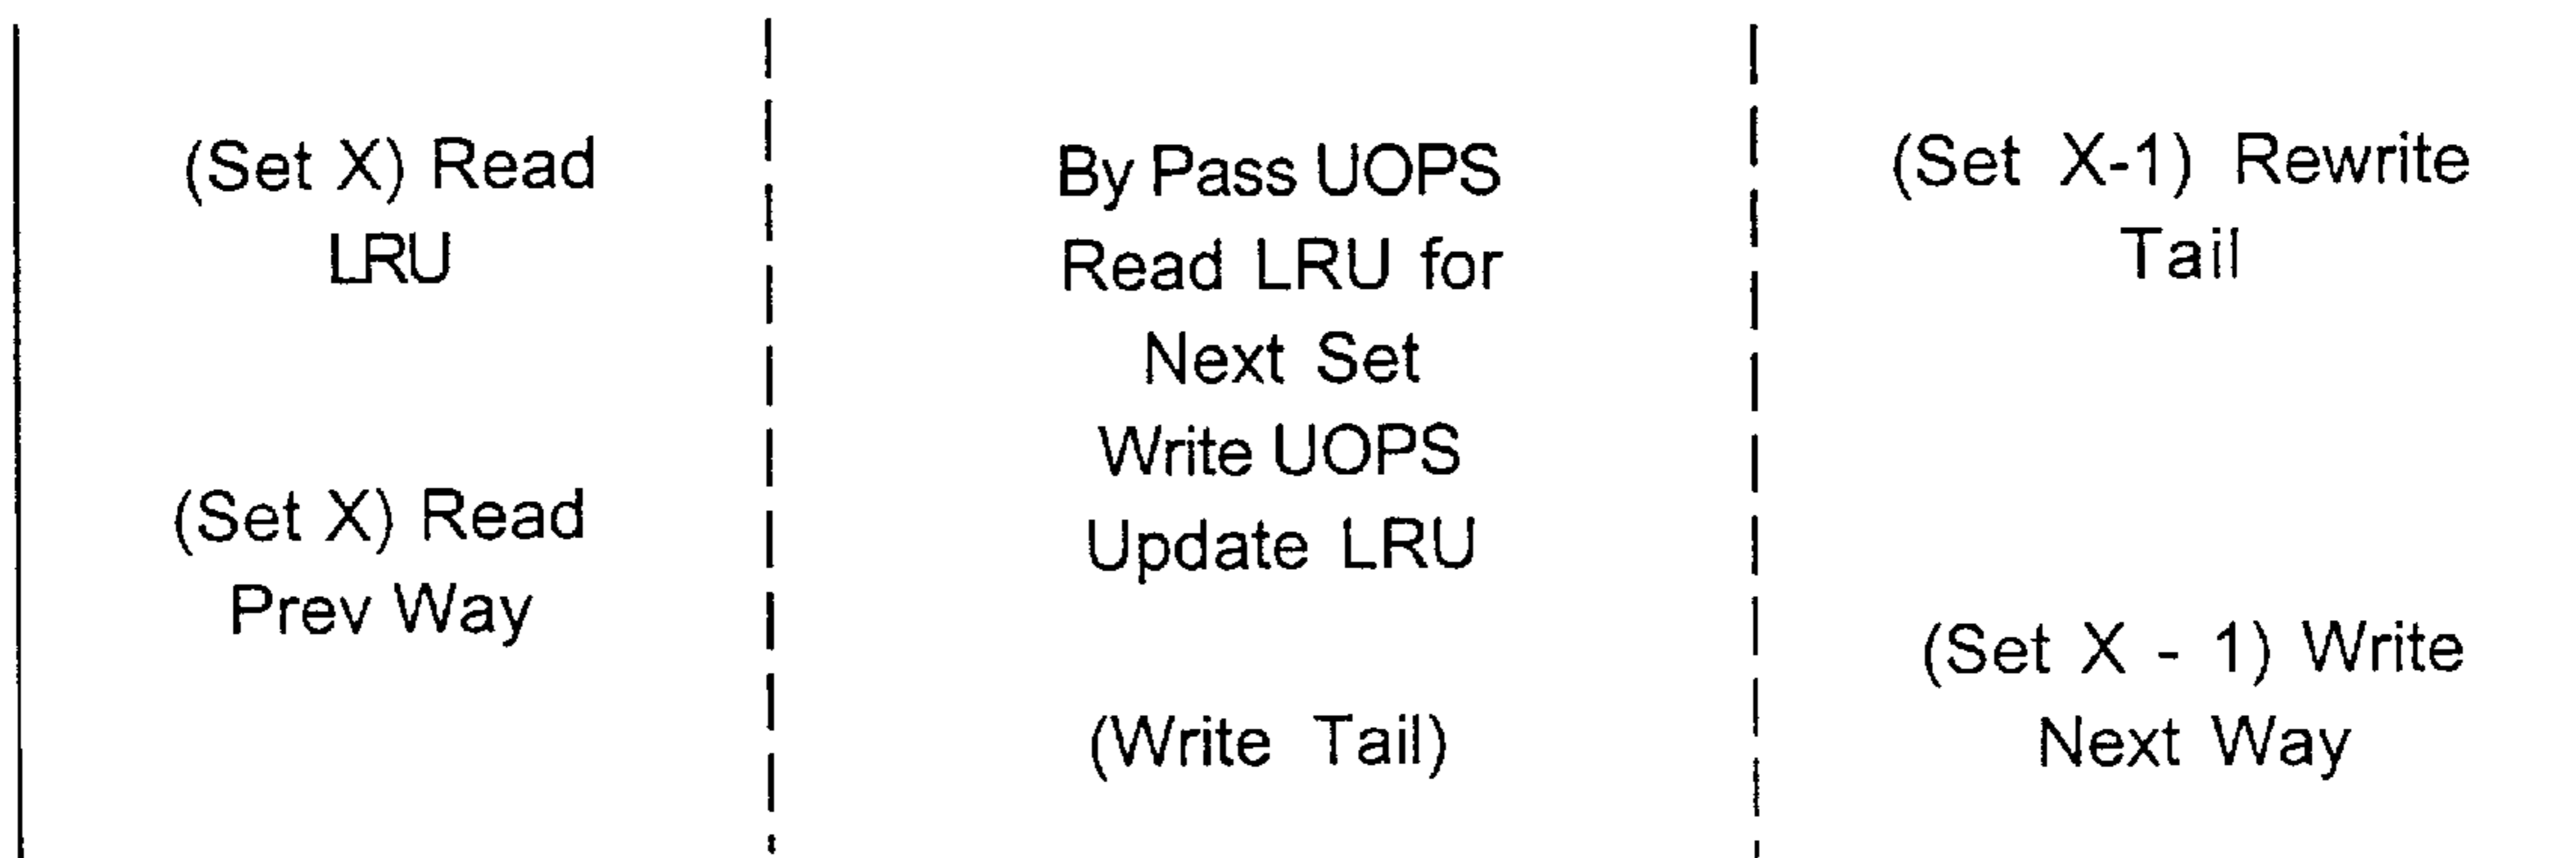 (Set X) Read
LRU
(Set X) Read
Prev Way
By Pass UOPS
Read LRU for
Next Set
Write UOPS
Update LRU
(Write Tail)
(Set X-1) Rewrite
Tail
(Set X - 1) Write
Next Way